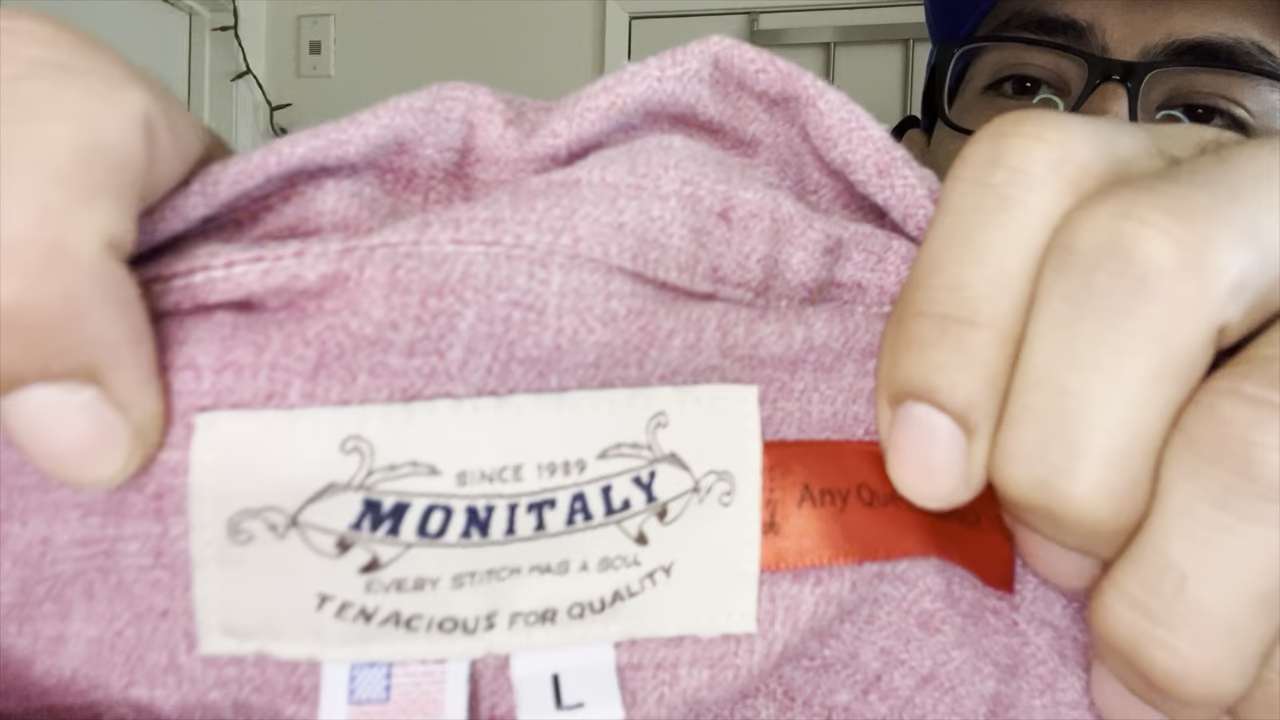 SINCE 1989
MONITALY
EVERY STITCH HAS A SOUL
TENACIOUS FOR QUALITY
L
Any